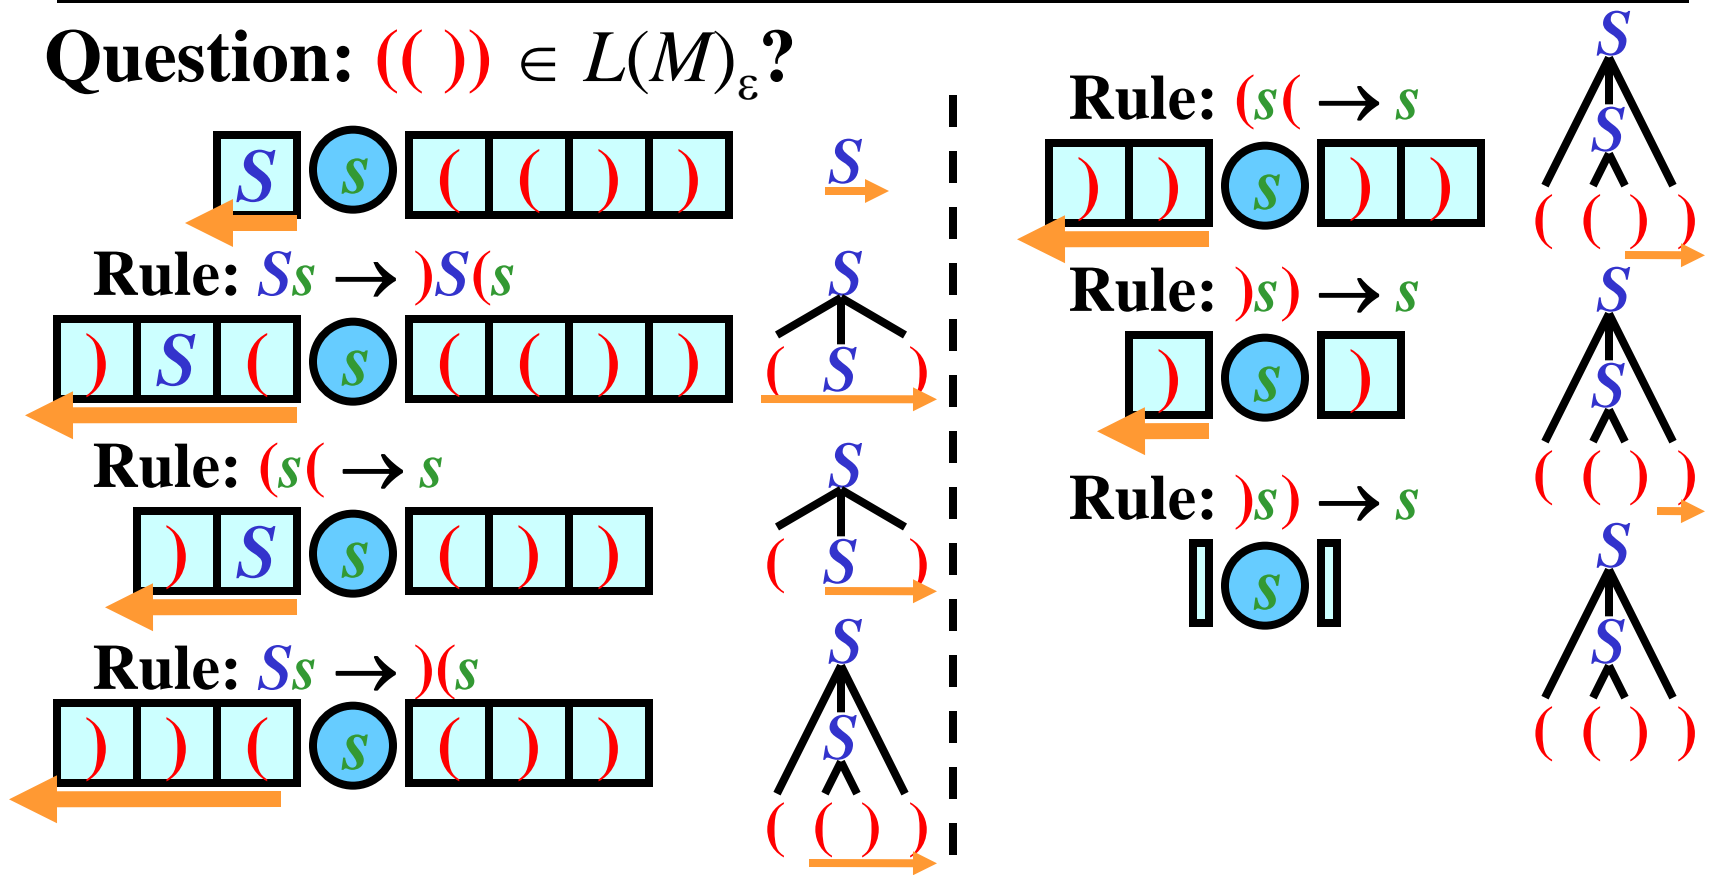 Question: (( )) ∈ L(M)ε?
S s ( ( ) ) S
Rule: Ss → )S(s
S
) S ( s ( ( ) )
( S )
Rule: (s( → s
S
) S s ( ) )
( S )
Rule: Ss → )(s
S
S
) ) ( s ( ) )
( ( ) )
S
Rule: (s( → s
S
) ) s ) )
( ( ) )
Rule: )s) → s
S
) s )
S
( ( ) )
Rule: )s) → s
S
s
S
( ( ) )